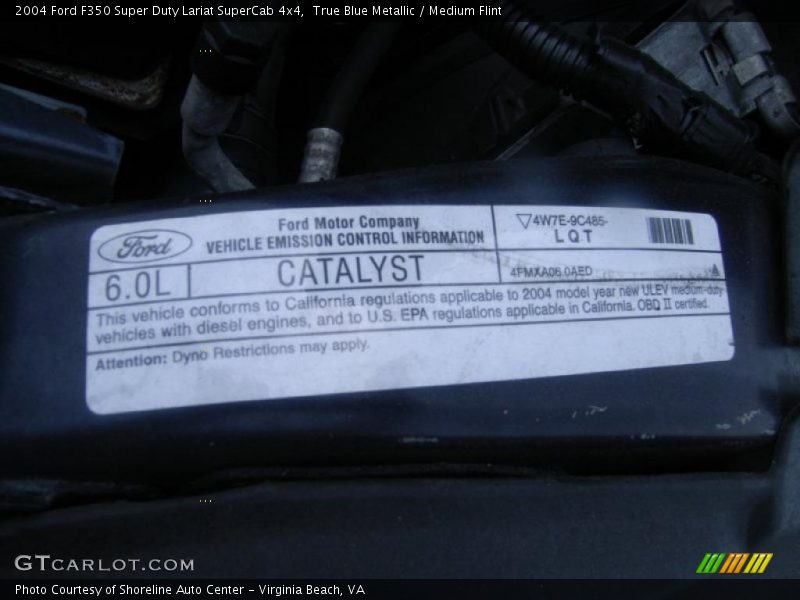 2004 Ford F350 Super Duty Lariat SuperCab 4x4, True Blue Metallic / Medium Flint
Ford
Ford Motor Company
VEHICLE EMISSION CONTROL INFORMATION
4W7E-9C485-
LQT
6.0L
CATALYST
4FMXA06.0AED
This vehicle conforms to California regulations applicable to 2004 model year new ULEV medium-duty
vehicles with diesel engines, and to U.S. EPA regulations applicable in California. OBD II certified.
Attention: Dyno Restrictions may apply.
GTCARLOT.COM
Photo Courtesy of Shoreline Auto Center - Virginia Beach, VA